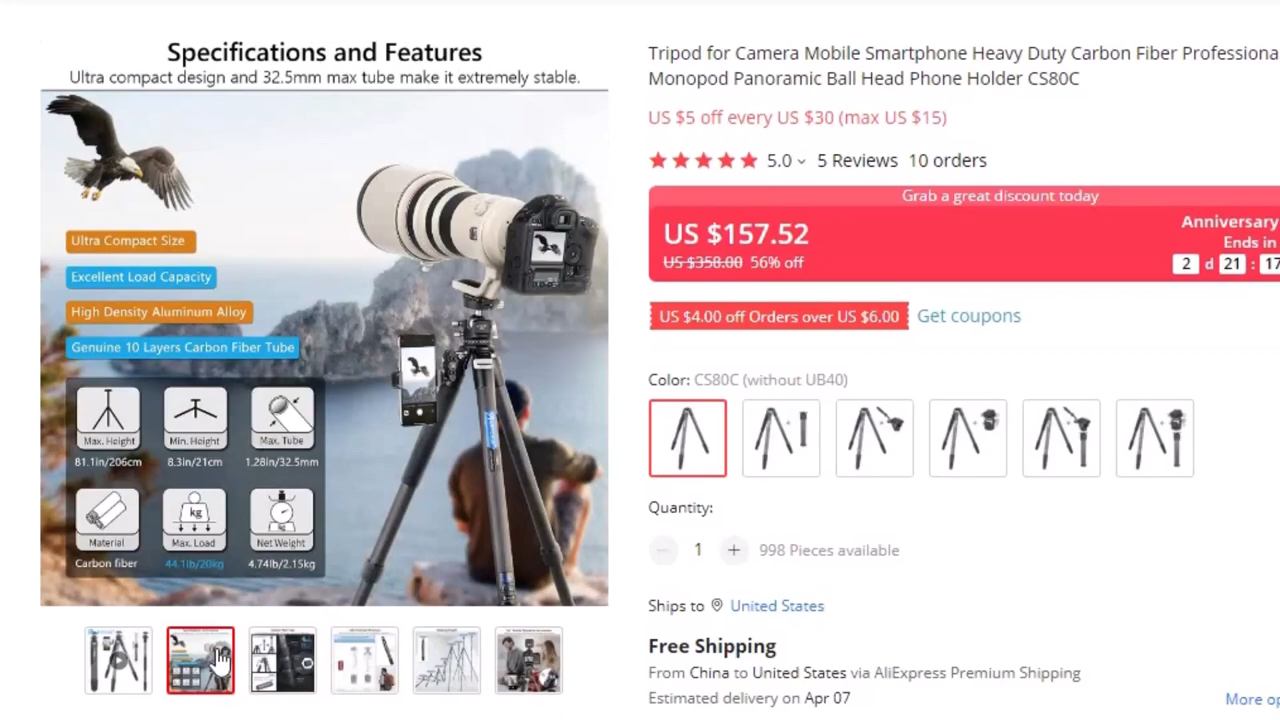 Specifications and Features
Ultra compact design and 32.5mm max tube make it extremely stable.
Ultra Compact Size
Excellent Load Capacity
High Density Aluminum Alloy
Genuine 10 Layers Carbon Fiber Tube
Max. Height
Min. Height
Max. Tube
81.1in/206cm
8.3in/21cm
1.28in/32.5mm
kg
kg
Material
Max. Load
Net Weight
Carbon fiber
44.1lb/20kg
4.74lb/2.15kg
Tripod for Camera Mobile Smartphone Heavy Duty Carbon Fiber Professiona
Monopod Panoramic Ball Head Phone Holder CS80C
US $5 off every US $30 (max US $15)
5.0 5 Reviews 10 orders
Grab a great discount today
US $157.52
US $358.00 56% off
Anniversary
Ends in
2 d 21 : 17
US $4.00 off Orders over US $6.00 Get coupons
Color: CS80C (without UB40)
Quantity:
− 1 + 998 Pieces available
Ships to United States
Free Shipping
From China to United States via AliExpress Premium Shipping
Estimated delivery on Apr 07
More op